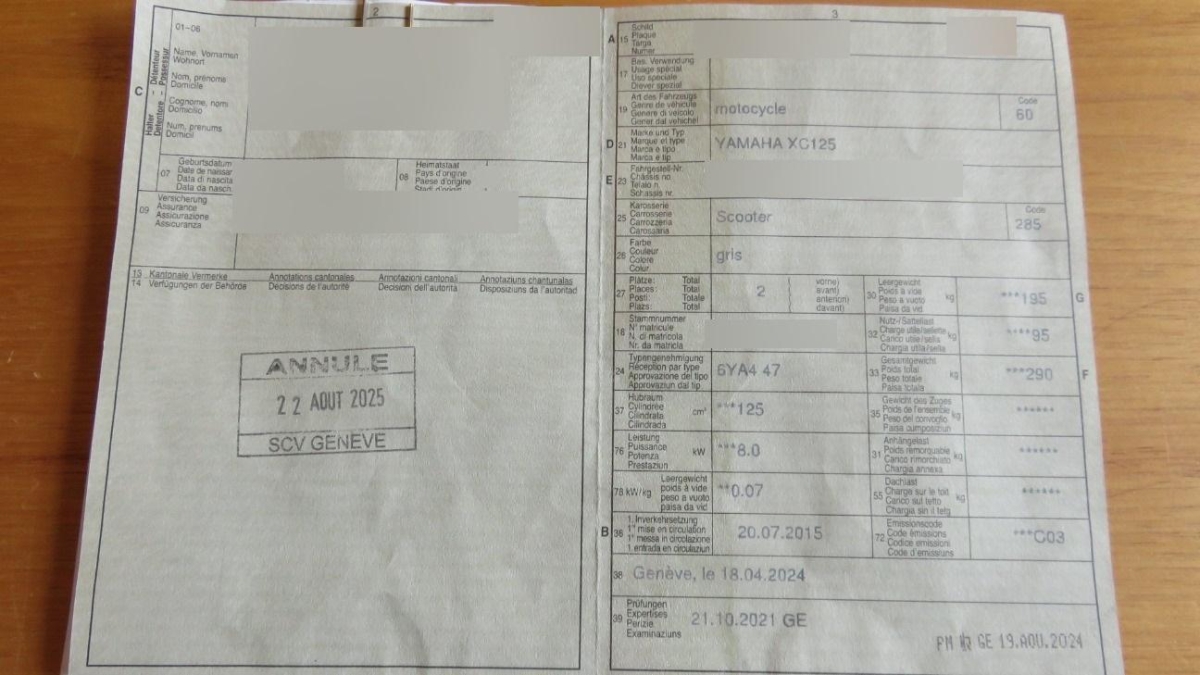 2
01-06
C
Halter Détenteur
Detentore Possessur
Name, Vornamen
Wohnort
Nom, prénoms
Domicile
Cognome, nomi
Domicilio
Num, prenums
Domicil
07
Geburtsdatum
Date de naissar
Data di nascita
Data da nasch
08
Heimatstaat
Pays d'origine
Paese d'origine
09
Versicherung
Assurance
Assicurazione
Assicuranza
13 Kantonale Vermerke Annotations cantonales Annotazioni cantonali Annotaziuns chantunalas
14 Verfügungen der Behörde Décisions de l'autorité Decisioni dell'autorità Disposiziuns da l'autoritad
ANNULE
22 AOUT 2025
SCV GENEVE
3
A 15
Schild
Plaque
Targa
Numer
17
Bes. Verwendung
Usage spécial
Uso speciale
Diever spezial
19
Art des Fahrzeugs
Genre de véhicule
Genere di veicolo
Gener dal vehichel
motocycle
Code
60
D 21
Marke und Typ
Marque et type
Marca e tipo
Marca e tip
YAMAHA XC125
E 23
Fahrgestell-Nr.
Châssis no
Telaio n.
Schassis nr.
25
Karosserie
Carrosserie
Carrozzeria
Carossaria
Scooter
Code
285
26
Farbe
Couleur
Colore
Colur
gris
27
Plätze: Total
Places: Total
Posti: Totale
Plazs: Total
2
vorne)
avant)
anteriori)
davant)
30
Leergewicht
Poids à vide
Peso a vuoto
Paisa da vid
kg
***195
G
18
Stammnummer
N° matricule
N. di matricola
Nr. da matricla
32
Nutz-/Sattellast
Charge utile/sellette
Carico utile/sella
Chargia utila/sella
kg
****95
24
Typengenehmigung
Réception par type
Approvazione del tipo
Approvaziun dal tip
6YA4 47
33
Gesamtgewicht
Poids total
Peso totale
Paisa totala
kg
***290
F
37
Hubraum
Cylindrée
Cilindrata
Cilindrada
cm³
***125
35
Gewicht des Zuges
Poids de l'ensemble
Peso del convoglio
Paisa cumposiziun
kg
******
76
Leistung
Puissance
Potenza
Prestaziun
kW
***8.0
31
Anhängelast
Poids remorquable
Carico rimorchiato
Chargia annexa
kg
******
78 kW/kg
Leergewicht
poids à vide
peso a vuoto
paisa da vid
**0.07
55
Dachlast
Charge sur le toit
Carico sul tetto
Chargia sin il tetg
kg
******
B 36
1. Inverkehrsetzung
1re mise en circulation
1a messa in circolazione
1. entrada en circulaziun
20.07.2015
72
Emissionscode
Code émissions
Codice emissioni
Code d'emissiuns
***C03
38 Genève, le 18.04.2024
39
Prüfungen
Expertises
Perizie
Examinaziuns
21.10.2021 GE
GE 19.AOU.2024